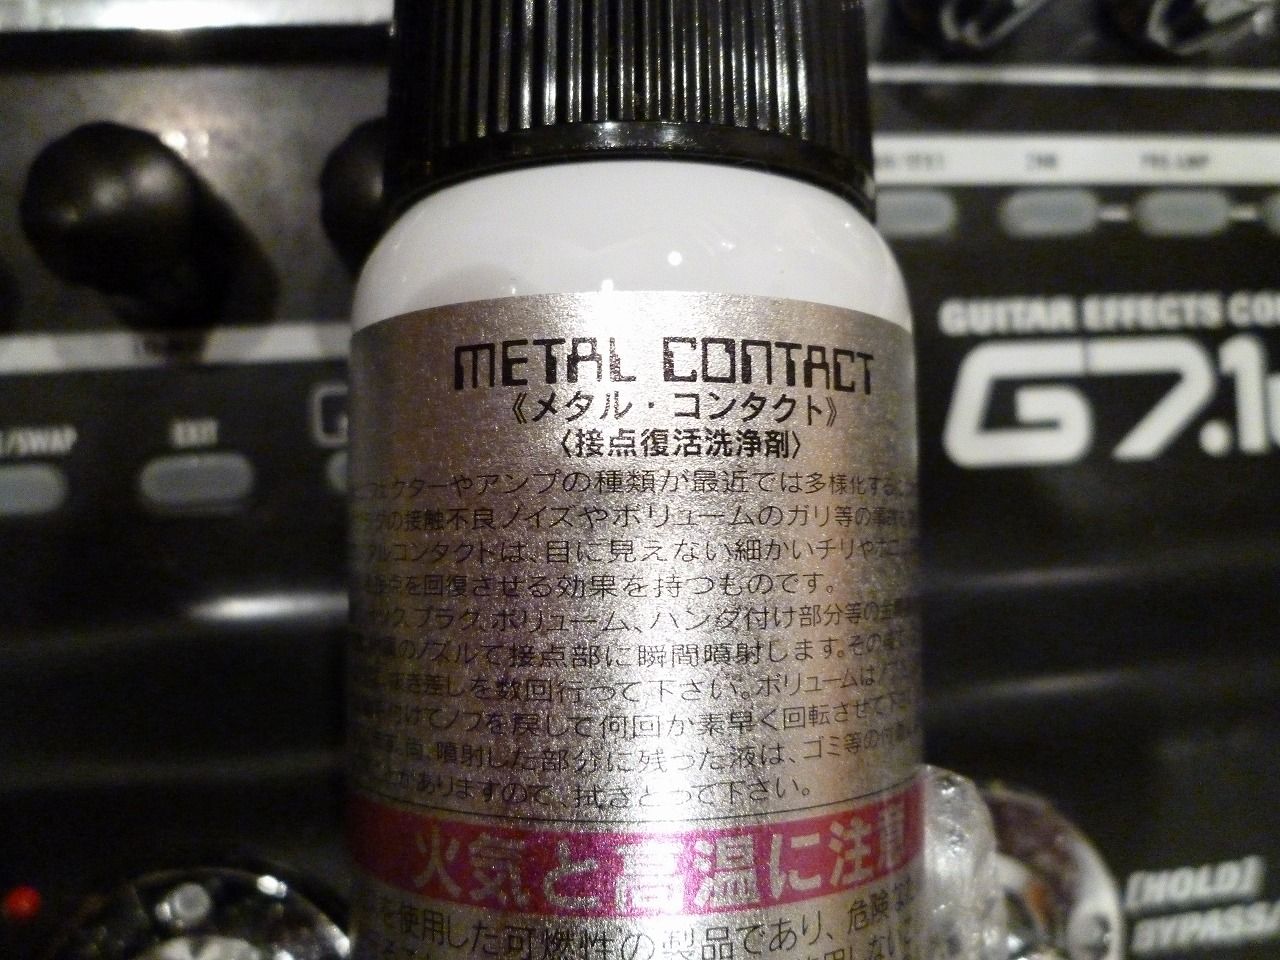 METAL CONTACT
《メタル・コンタクト》
〈接点復活洗浄剤〉
クターやアンプの種類が最近では多様化する
の接触不良ノイズやボリュームのガリ等の
ルコンタクトは、目に見えない細かいチリや
を回復させる効果を持つものです。
ック、プラグ、ボリューム、ハンダ付け部分等の金
のノズルで接点部に瞬間噴射します。その
き差しを数回行って下さい。ボリュームは
付けてノブを戻して何回か素早く回転させて下
噴射した部分に残った液は、ゴミ等の付着
がありますので、拭きとって下さい。
火気と高温に注意
を使用した可燃性の製品であり、危険
GUITAR EFFECTS CO
G7.1
/SWAP
EXIT
[HOLD]
BYPASS/